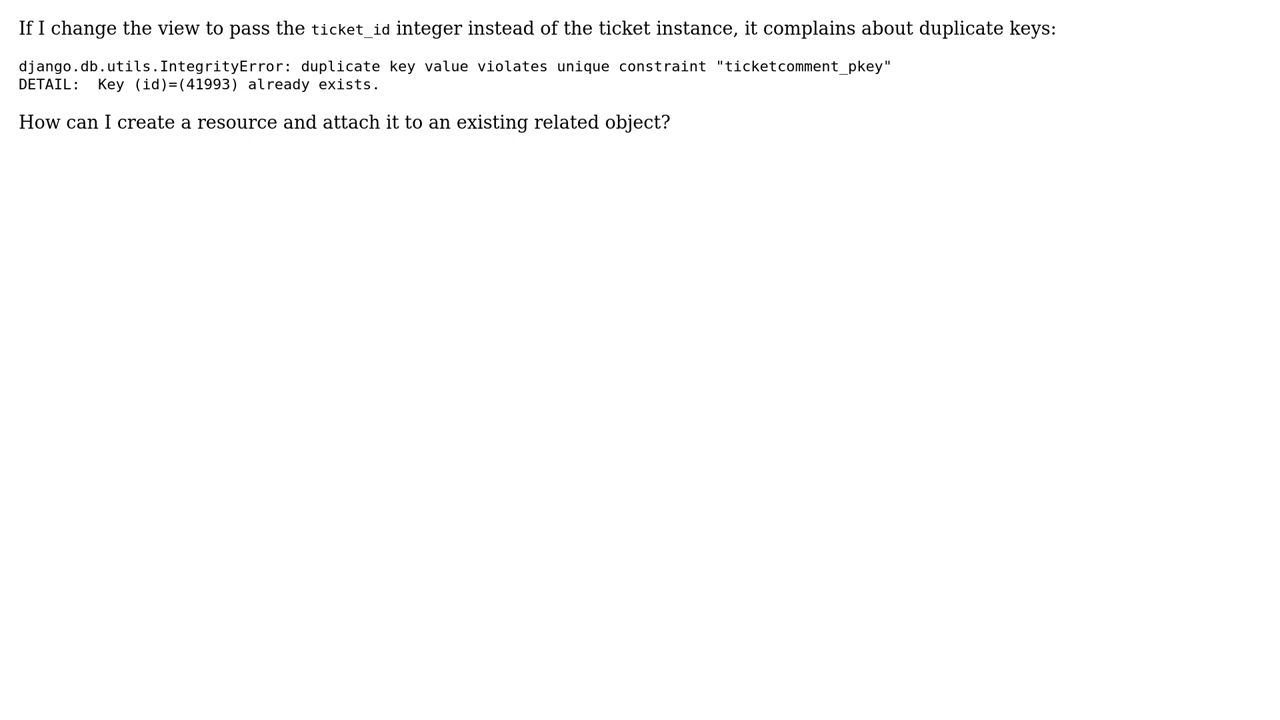 If I change the view to pass the ticket_id integer instead of the ticket instance, it complains about duplicate keys:
django.db.utils.IntegrityError: duplicate key value violates unique constraint "ticketcomment_pkey"
DETAIL:  Key (id)=(41993) already exists.
How can I create a resource and attach it to an existing related object?